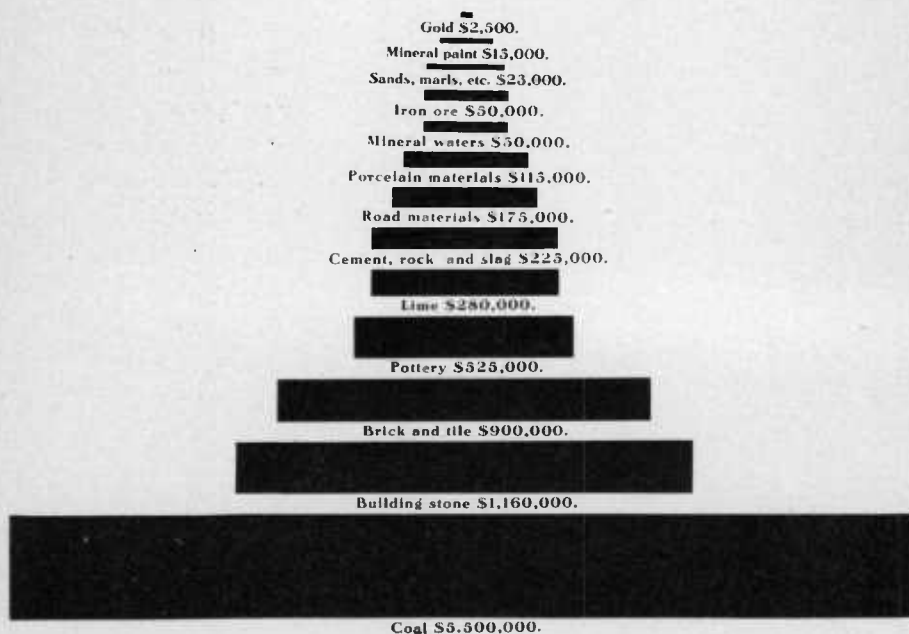 Gold $2,500.
Mineral paint $15,000.
Sands, marls, etc. $23,000.
Iron ore $50,000.
Mineral waters $50,000.
Porcelain materials $115,000.
Road materials $175,000.
Cement, rock and slag $225,000.
Lime $280,000.
Pottery $525,000.
Brick and tile $900,000.
Building stone $1,160,000.
Coal $5,500,000.